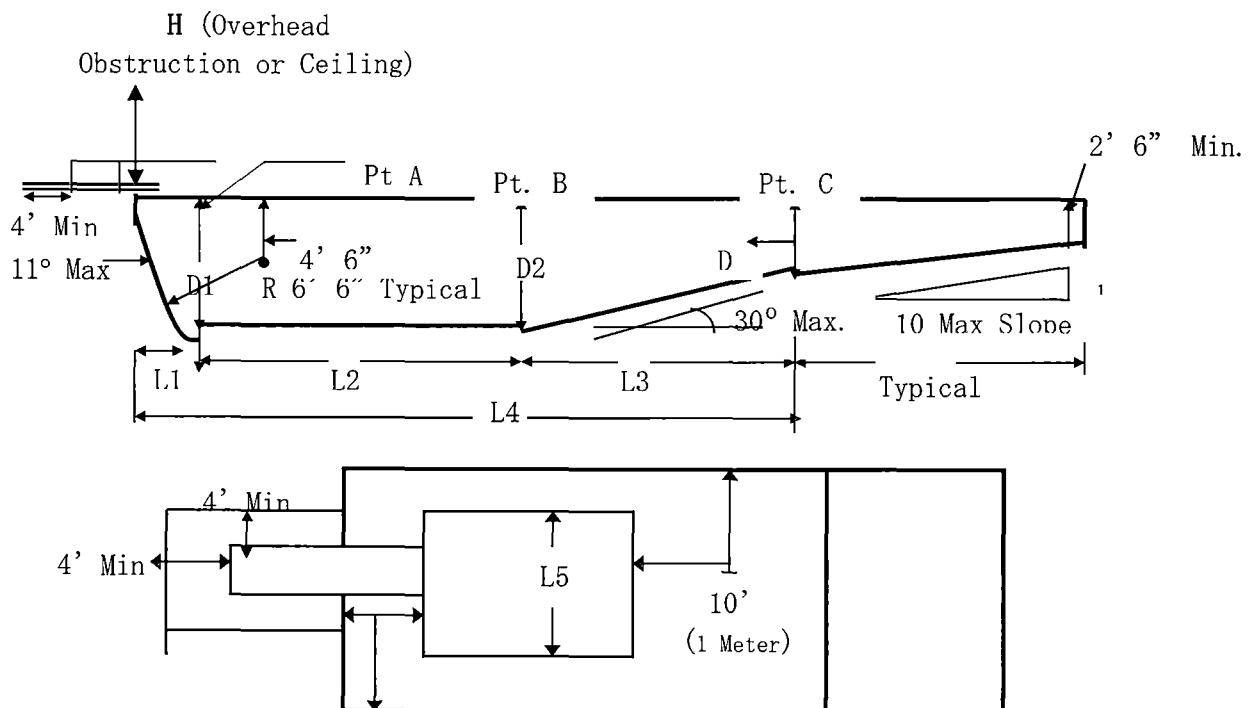 H (Overhead
Obstruction or Ceiling)
2' 6" Min.
Pt A
Pt. B
Pt. C
4' Min
11° Max
4' 6"
D1
R 6' 6" Typical
D2
D
30° Max.
1
10 Max Slope
L1
L2
L3
Typical
L4
4' Min
4' Min
L5
10'
(1 Meter)